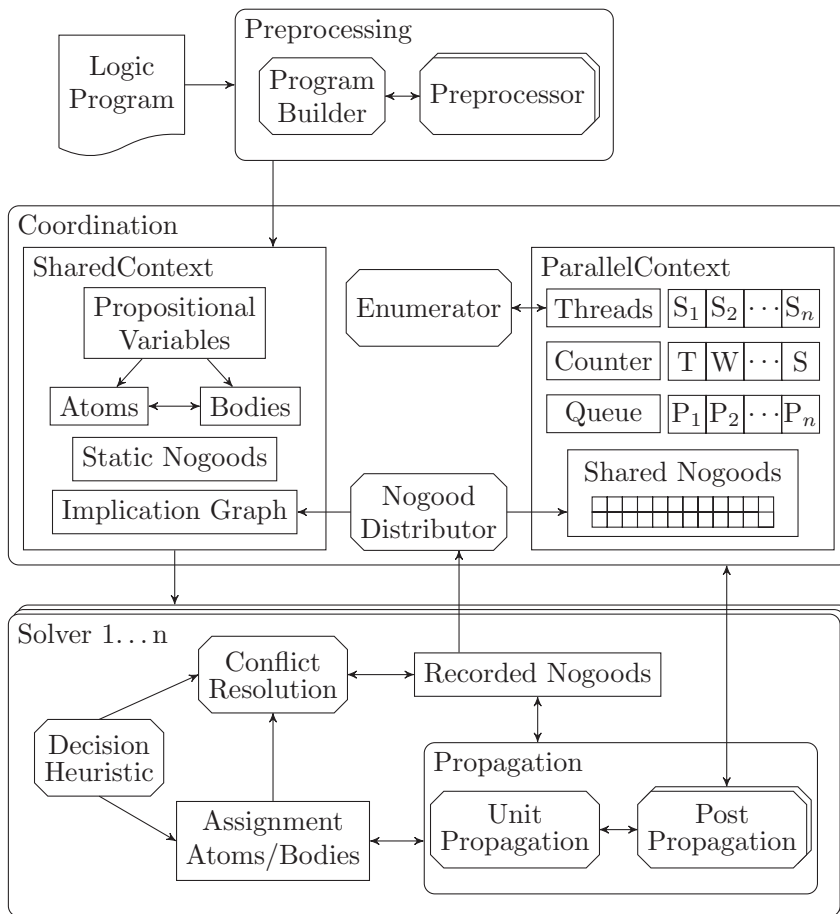 Preprocessing
Logic
Program
Program
Builder
Preprocessor
Coordination
SharedContext
Propositional
Variables
Atoms
Bodies
Static Nogoods
Implication Graph
Enumerator
Nogood
Distributor
ParallelContext
Threads S₁ S₂ ⋯ Sₙ
Counter T W ⋯ S
Queue P₁ P₂ ⋯ Pₙ
Shared Nogoods
Solver 1…n
Conflict
Resolution
Recorded Nogoods
Decision
Heuristic
Assignment
Atoms/Bodies
Propagation
Unit
Propagation
Post
Propagation